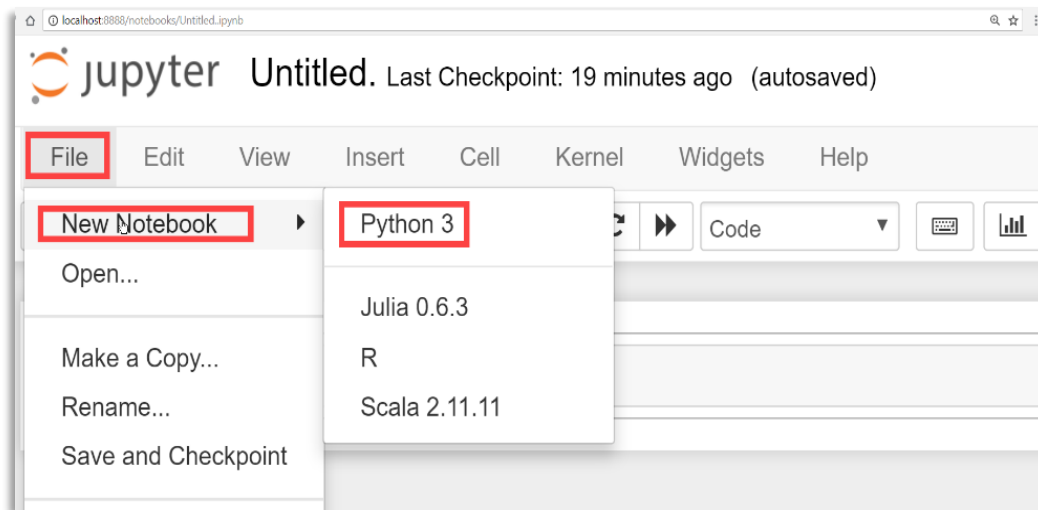 localhost:8888/notebooks/Untitled..ipynb
jupyter Untitled. Last Checkpoint: 19 minutes ago (autosaved)
File Edit View Insert Cell Kernel Widgets Help
New Notebook Python 3 Code
Open...
Julia 0.6.3
Make a Copy... R
Rename... Scala 2.11.11
Save and Checkpoint